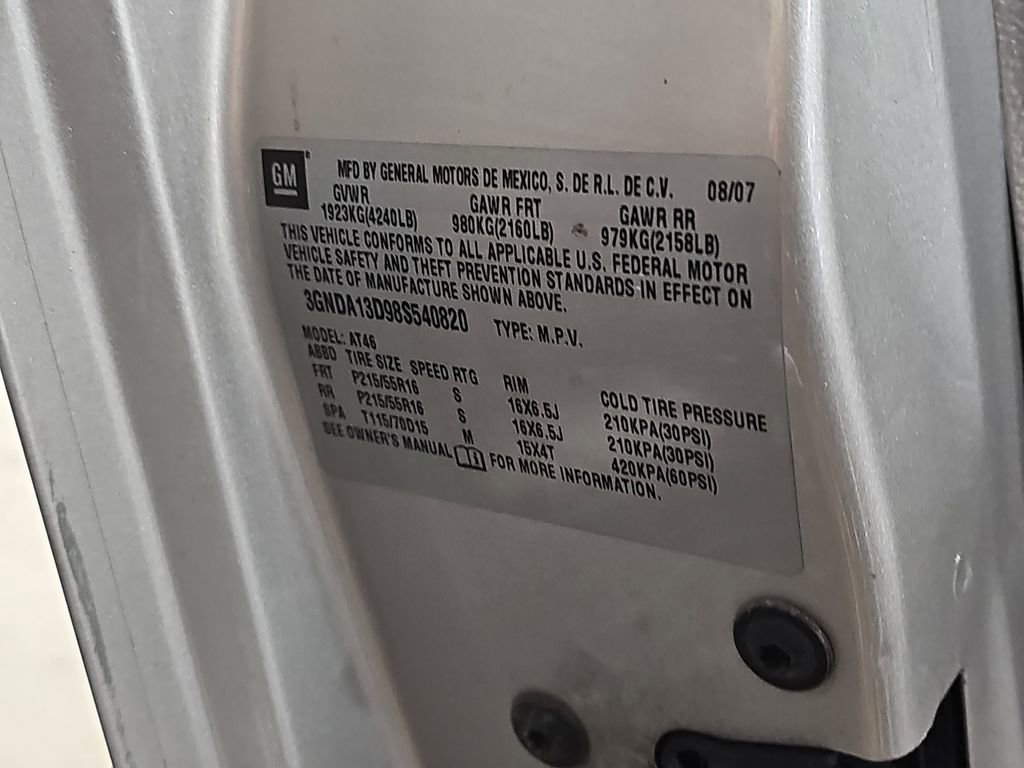 GM ® MFD BY GENERAL MOTORS DE MEXICO, S. DE R.L. DE C.V. 08/07
GVWR GAWR FRT GAWR RR
1923KG(4240LB) 980KG(2160LB) 979KG(2158LB)
THIS VEHICLE CONFORMS TO ALL APPLICABLE U.S. FEDERAL MOTOR
VEHICLE SAFETY AND THEFT PREVENTION STANDARDS IN EFFECT ON
THE DATE OF MANUFACTURE SHOWN ABOVE.
3GNDA13D98S540820 TYPE: M.P.V.
MODEL: AT46
ABBD TIRE SIZE SPEED RTG RIM COLD TIRE PRESSURE
FRT P215/55R16 S 16X6.5J 210KPA(30PSI)
RR P215/55R16 S 16X6.5J 210KPA(30PSI)
SPA T115/70D15 M 15X4T 420KPA(60PSI)
SEE OWNER'S MANUAL FOR MORE INFORMATION.